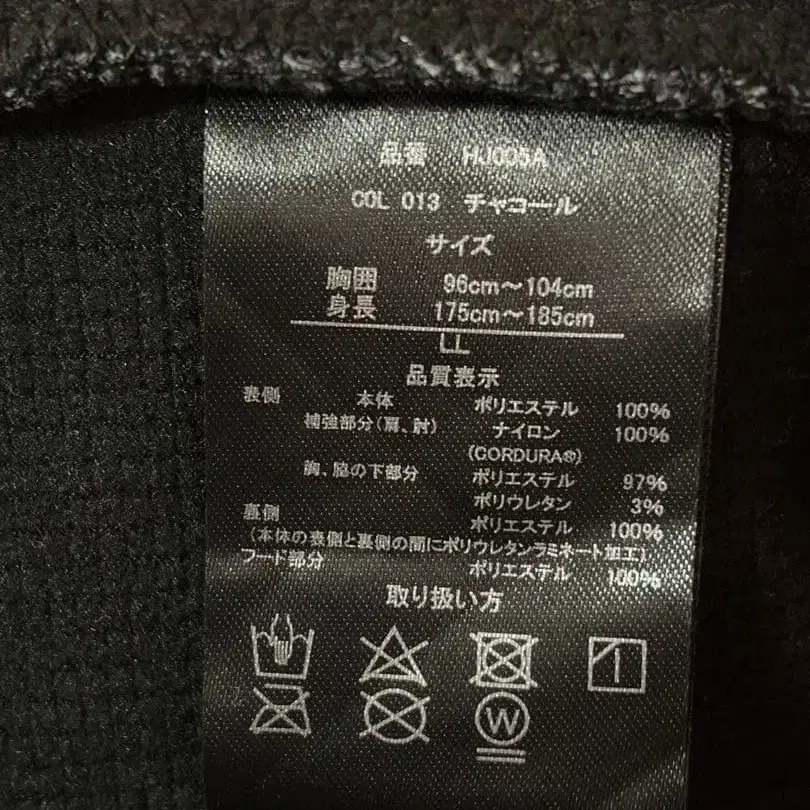 品番 HJ005A
COL 013 チャコール
サイズ
胸囲 96cm～104cm
身長 175cm～185cm
LL
品質表示
表側 本体 ポリエステル 100%
補強部分(肩、肘) ナイロン 100%
(CORDURA®)
胸、脇の下部分 ポリエステル 97%
ポリウレタン 3%
裏側 ポリエステル 100%
(本体の表側と裏側の間にポリウレタンラミネート加工)
フード部分 ポリエステル 100%
取り扱い方
1
W